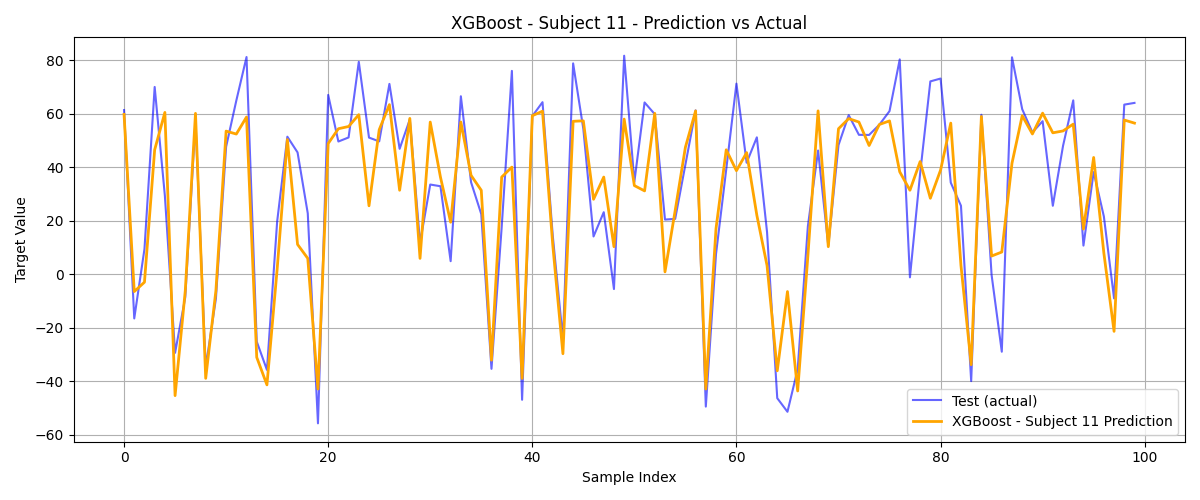 XGBoost - Subject 11 - Prediction vs Actual
Target Value
80
60
40
20
0
−20
−40
−60
Test (actual)
XGBoost - Subject 11 Prediction
0
20
40
60
80
100
Sample Index